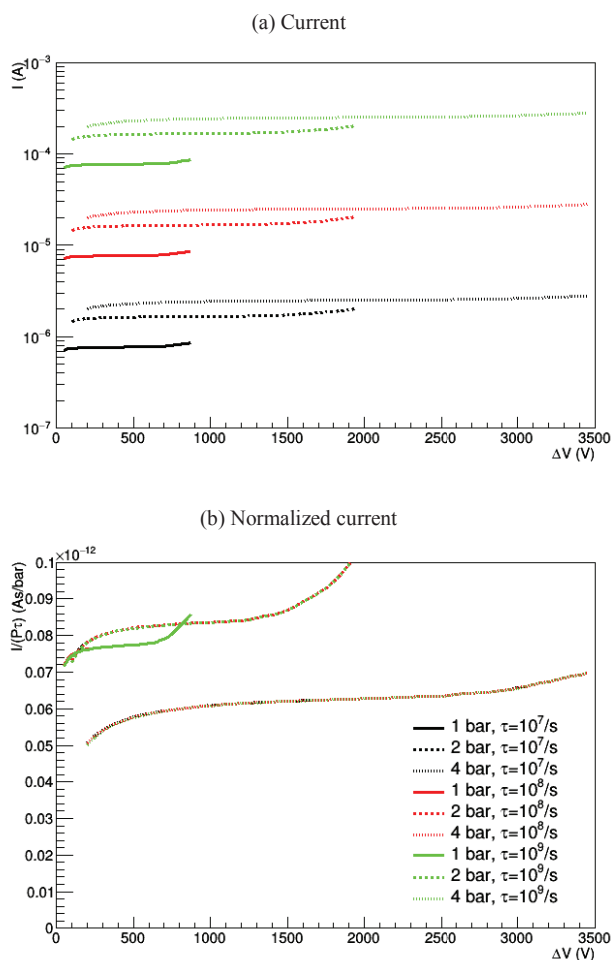 (a) Current
I (A)
10⁻³
10⁻⁴
10⁻⁵
10⁻⁶
10⁻⁷
0 500 1000 1500 2000 2500 3000 3500
ΔV (V)
(b) Normalized current
×10⁻¹²
I/(Pτ) (As/bar)
0.1
0.09
0.08
0.07
0.06
0.05
0.04
0.03
0.02
0.01
0
1 bar, τ=10⁷/s
2 bar, τ=10⁷/s
4 bar, τ=10⁷/s
1 bar, τ=10⁸/s
2 bar, τ=10⁸/s
4 bar, τ=10⁸/s
1 bar, τ=10⁹/s
2 bar, τ=10⁹/s
4 bar, τ=10⁹/s
0 500 1000 1500 2000 2500 3000 3500
ΔV (V)